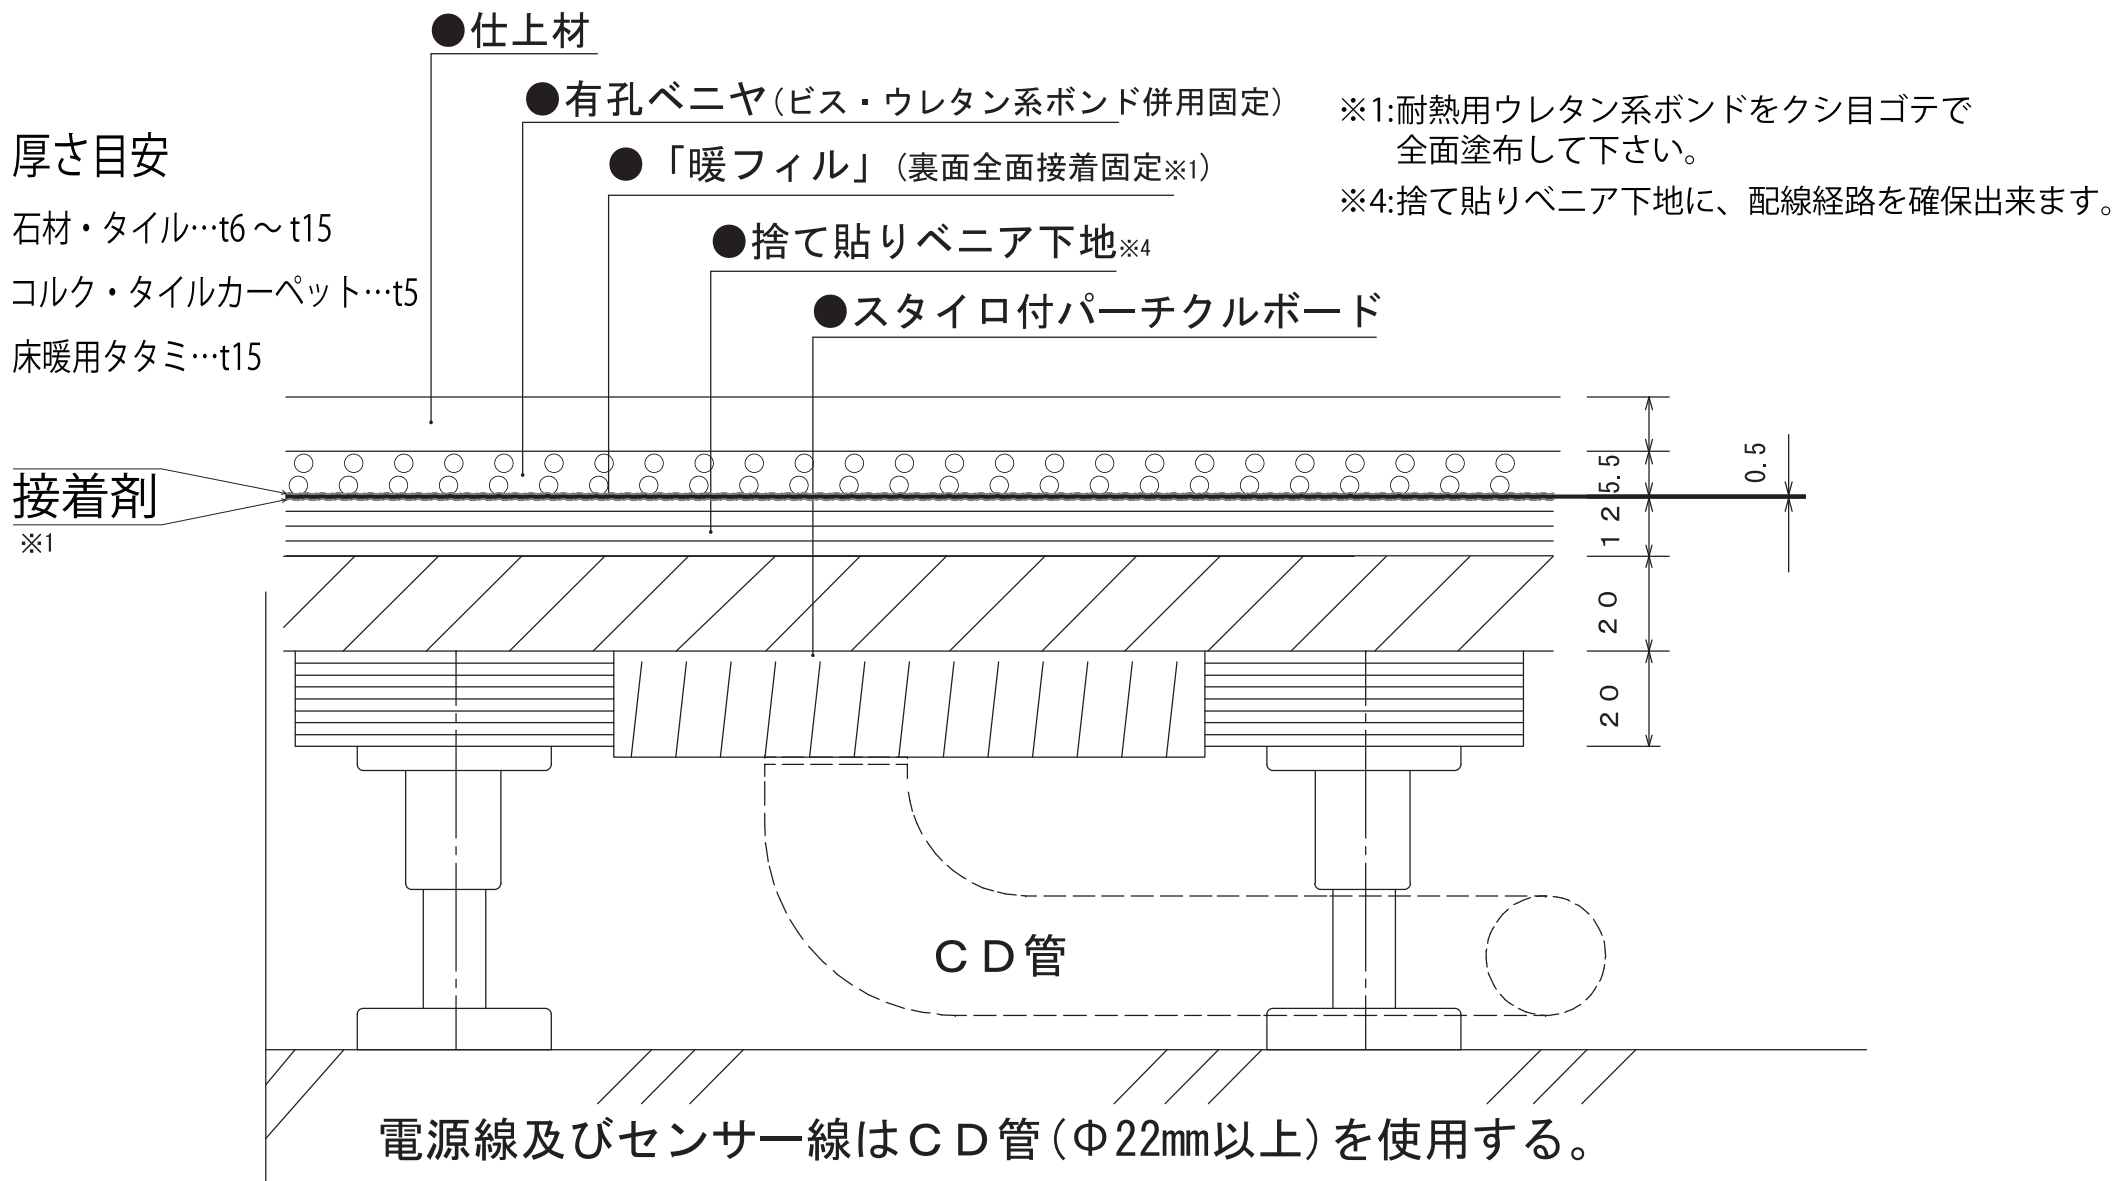 ●仕上材
●有孔ベニヤ(ビス・ウレタン系ボンド併用固定)
●「暖フィル」(裏面全面接着固定※1)
●捨て貼りベニア下地※4
●スタイロ付パーチクルボード
※1:耐熱用ウレタン系ボンドをクシ目ゴテで
全面塗布して下さい。
※4:捨て貼りベニア下地に、配線経路を確保出来ます。
厚さ目安
石材・タイル…t6～t15
コルク・タイルカーペット…t5
床暖用タタミ…t15
接着剤
※1
5.5
0.5
12
20
20
CD管
電源線及びセンサー線はCD管(Φ22mm以上)を使用する。